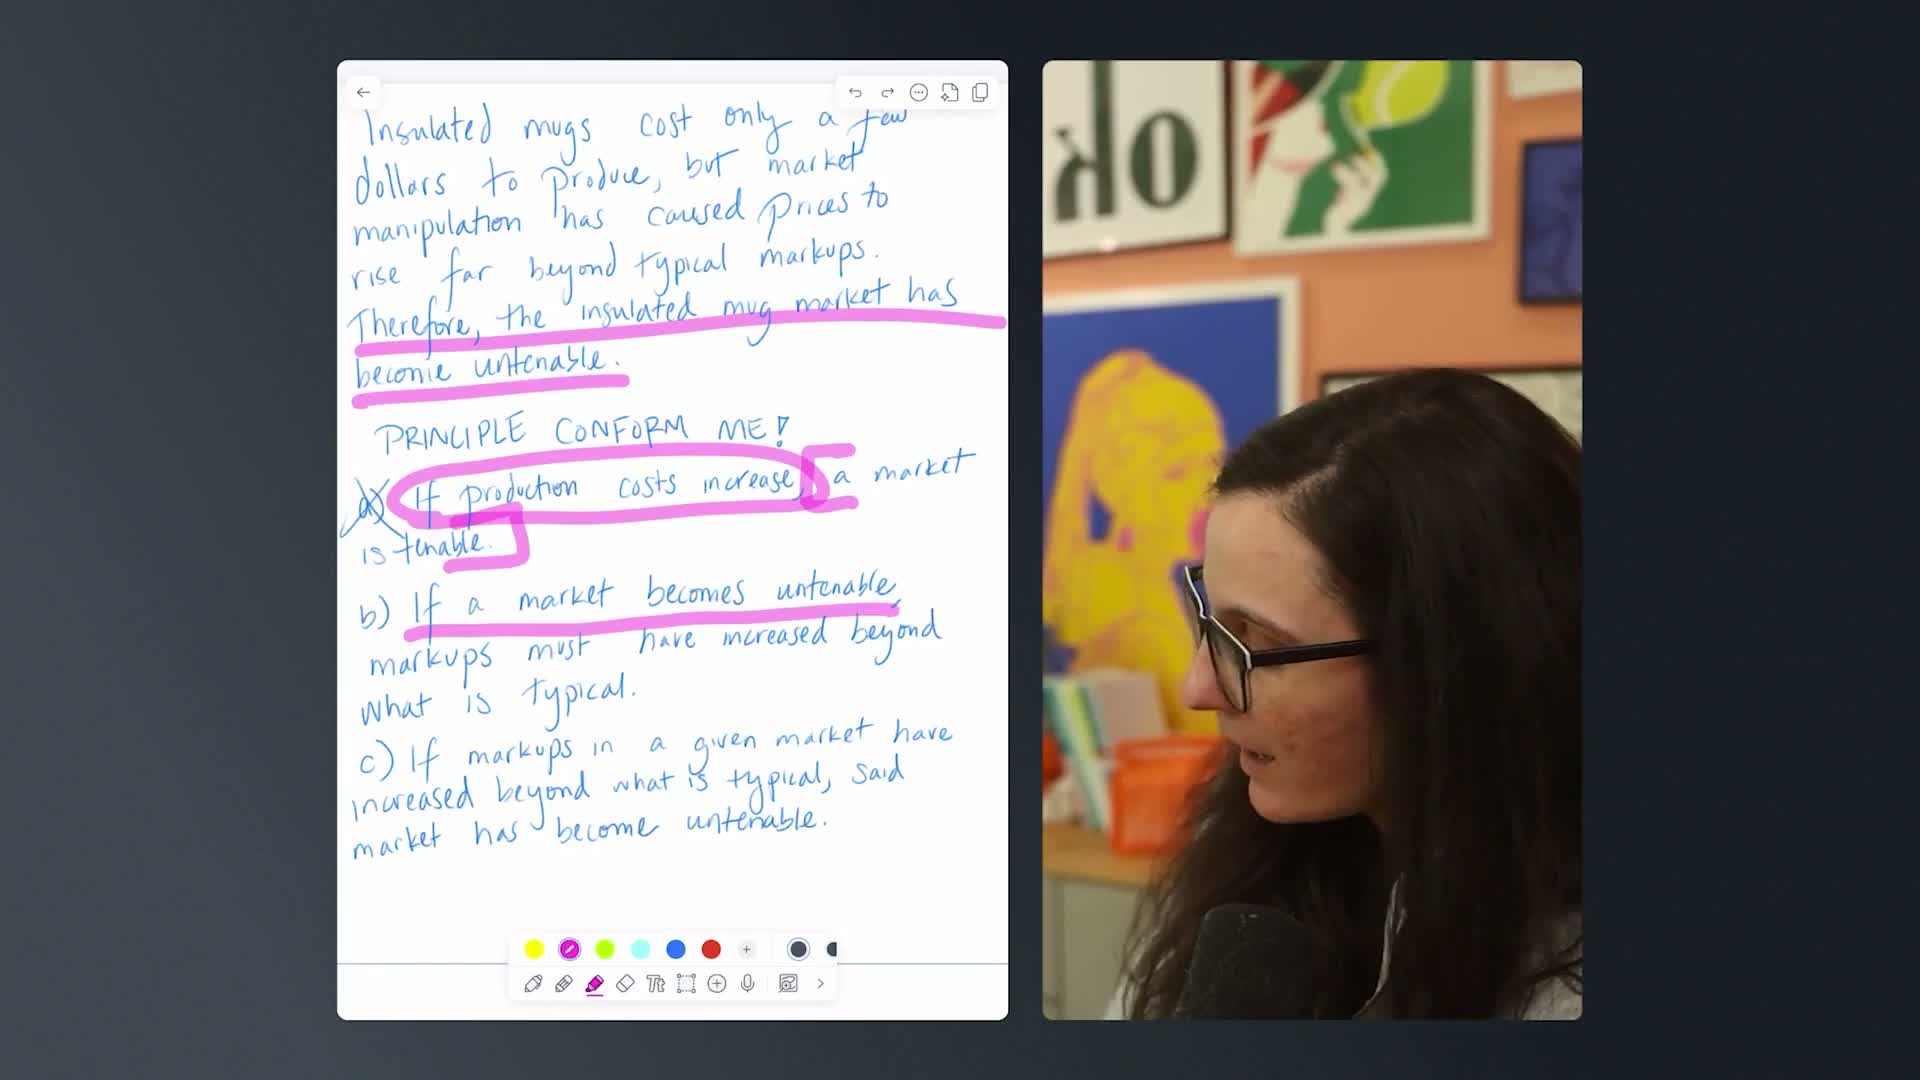 Insulated mugs cost only a few
dollars to produce, but market
manipulation has caused prices to
rise far beyond typical markups.
Therefore, the insulated mug market has
become untenable.
PRINCIPLE CONFORM ME!
a) If production costs increase, a market
is tenable.
b) If a market becomes untenable,
markups must have increased beyond
what is typical.
c) If markups in a given market have
increased beyond what is typical, said
market has become untenable.
Tt
ok